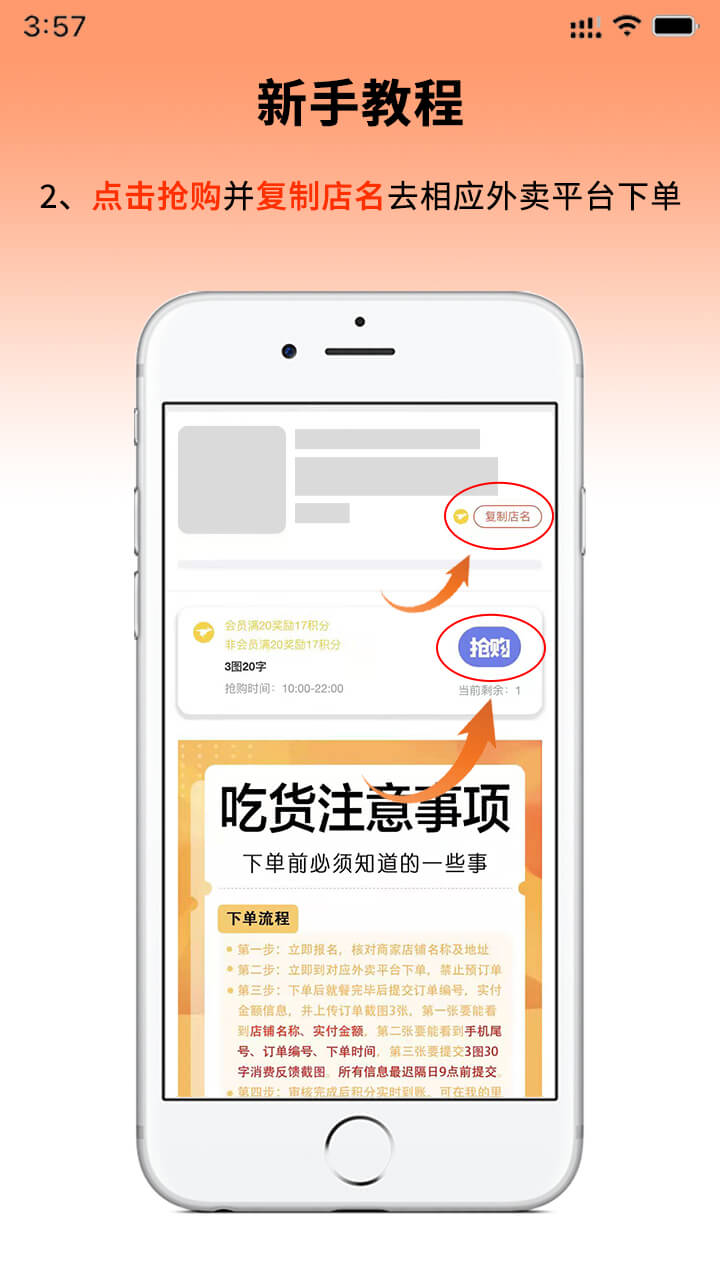 3:57
新手教程
2、点击抢购并复制店名去相应外卖平台下单
复制店名
会员满20奖励17积分
非会员满20奖励17积分
3图20字
抢购时间：10:00-22:00
抢购
当前剩余：1
吃货注意事项
下单前必须知道的一些事
下单流程
第一步：立即报名，核对商家店铺名称及地址
第二步：立即到对应外卖平台下单，禁止预订单
第三步：下单后就餐完毕后提交订单编号，实付
金额信息，并上传订单截图3张，第一张要能看
到店铺名称、实付金额，第二张要能看到手机尾
号、订单编号、下单时间，第三张要提交3图30
字消费反馈截图。所有信息最迟隔日9点前提交
第四步：审核完成后积分实时到账，可在我的里